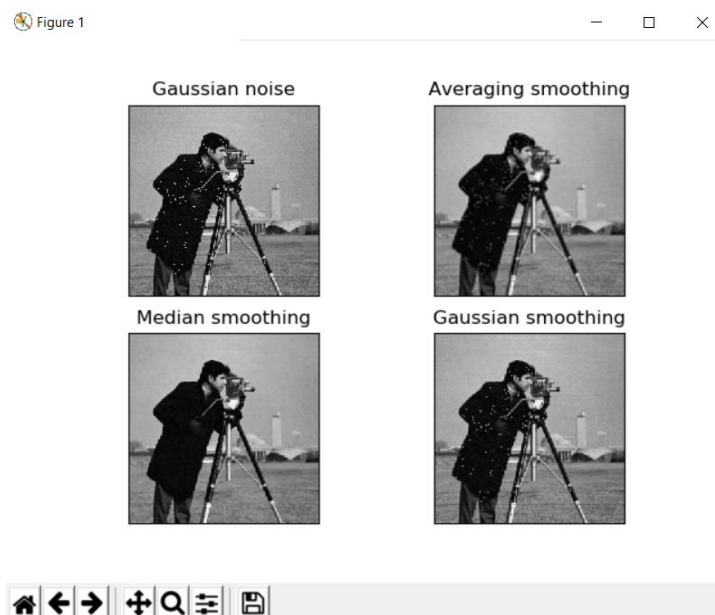 Figure 1
Gaussian noise
Averaging smoothing
Median smoothing
Gaussian smoothing